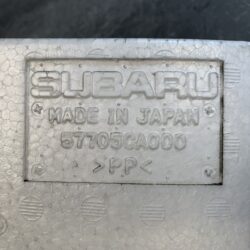 SUBARU
MADE IN JAPAN
57705CA000
>PP<